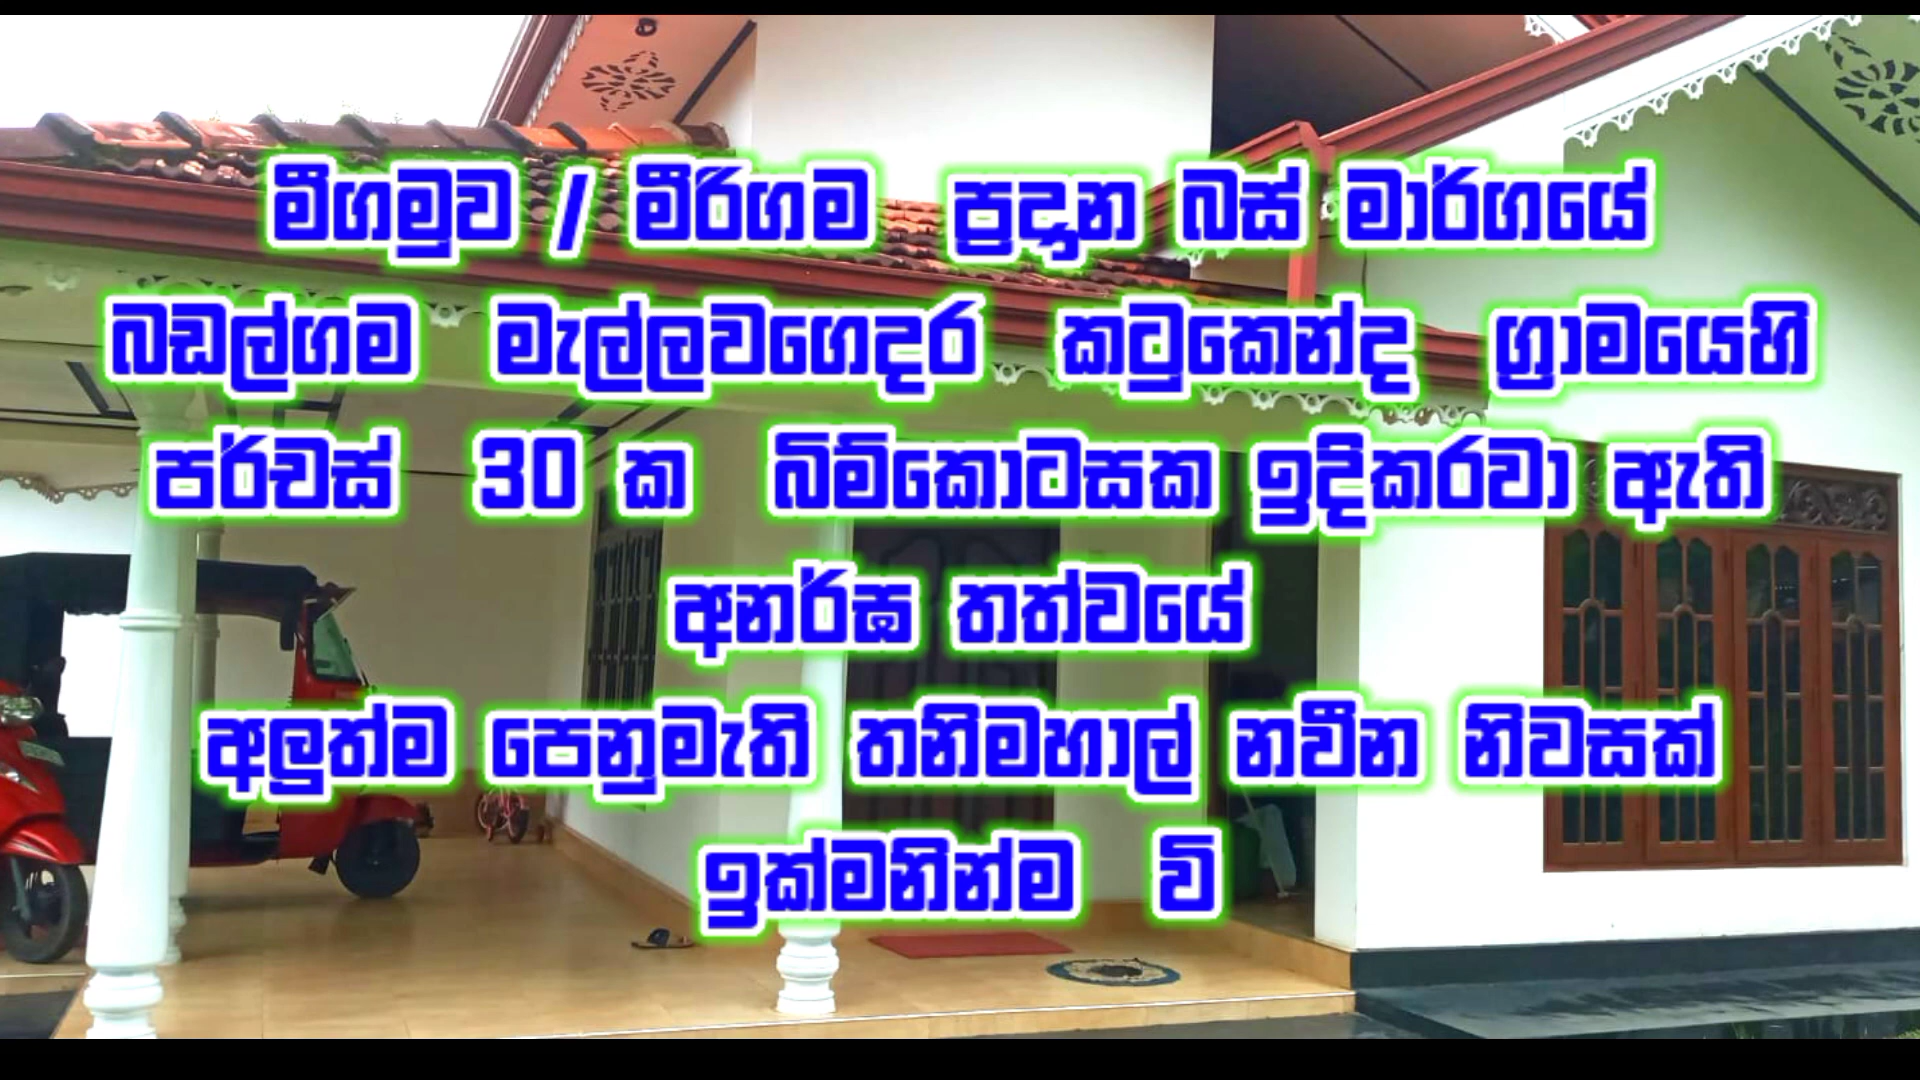 මීගමුව / මීරිගම ප්‍රධාන බස් මාර්ගයේ
බඩල්ගම මැල්ලවගෙදර කටුකෙන්ද ග්‍රාමයෙහි
පර්චස් 30 ක බිම්කොටසක ඉදිකරවා ඇති
අනර්ඝ තත්වයේ
අලුත්ම පෙනුමැති තනිමහාල් නවීන නිවසක්
ඉක්මනින්ම වි